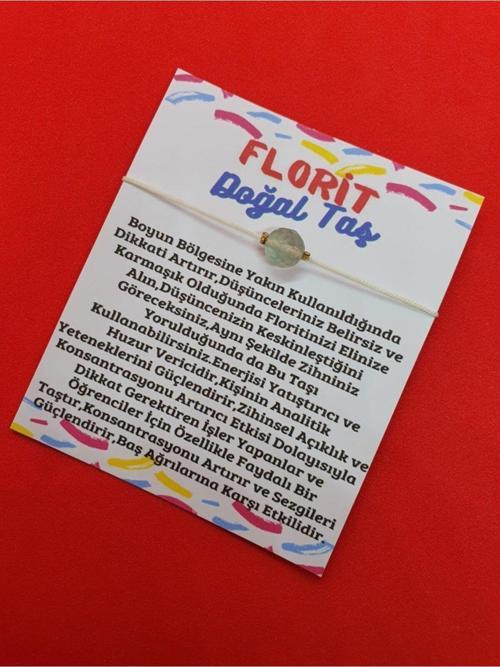 FLORİT
Doğal Taş
Boyun Bölgesine Yakın Kullanıldığında
Dikkati Artırır,Düşünceleriniz Belirsiz ve
Karmaşık Olduğunda Floritinizi Elinize
Alın,Düşüncenizin Keskinleştiğini
Göreceksiniz,Aynı Şekilde Zihniniz
Yorulduğunda da Bu Taşı
Kullanabilirsiniz.Enerjisi Yatıştırıcı ve
Huzur Vericidir,Kişinin Analitik
Yeteneklerini Güçlendirir,Zihinsel Açıklık ve
Konsantrasyonu Artırıcı Etkisi Dolayısıyla
Dikkat Gerektiren İşler Yapanlar ve
Öğrenciler İçin Özellikle Faydalı Bir
Taştır,Konsantrasyonu Artırır ve Sezgileri
Güçlendirir,Baş Ağrılarına Karşı Etkilidir.